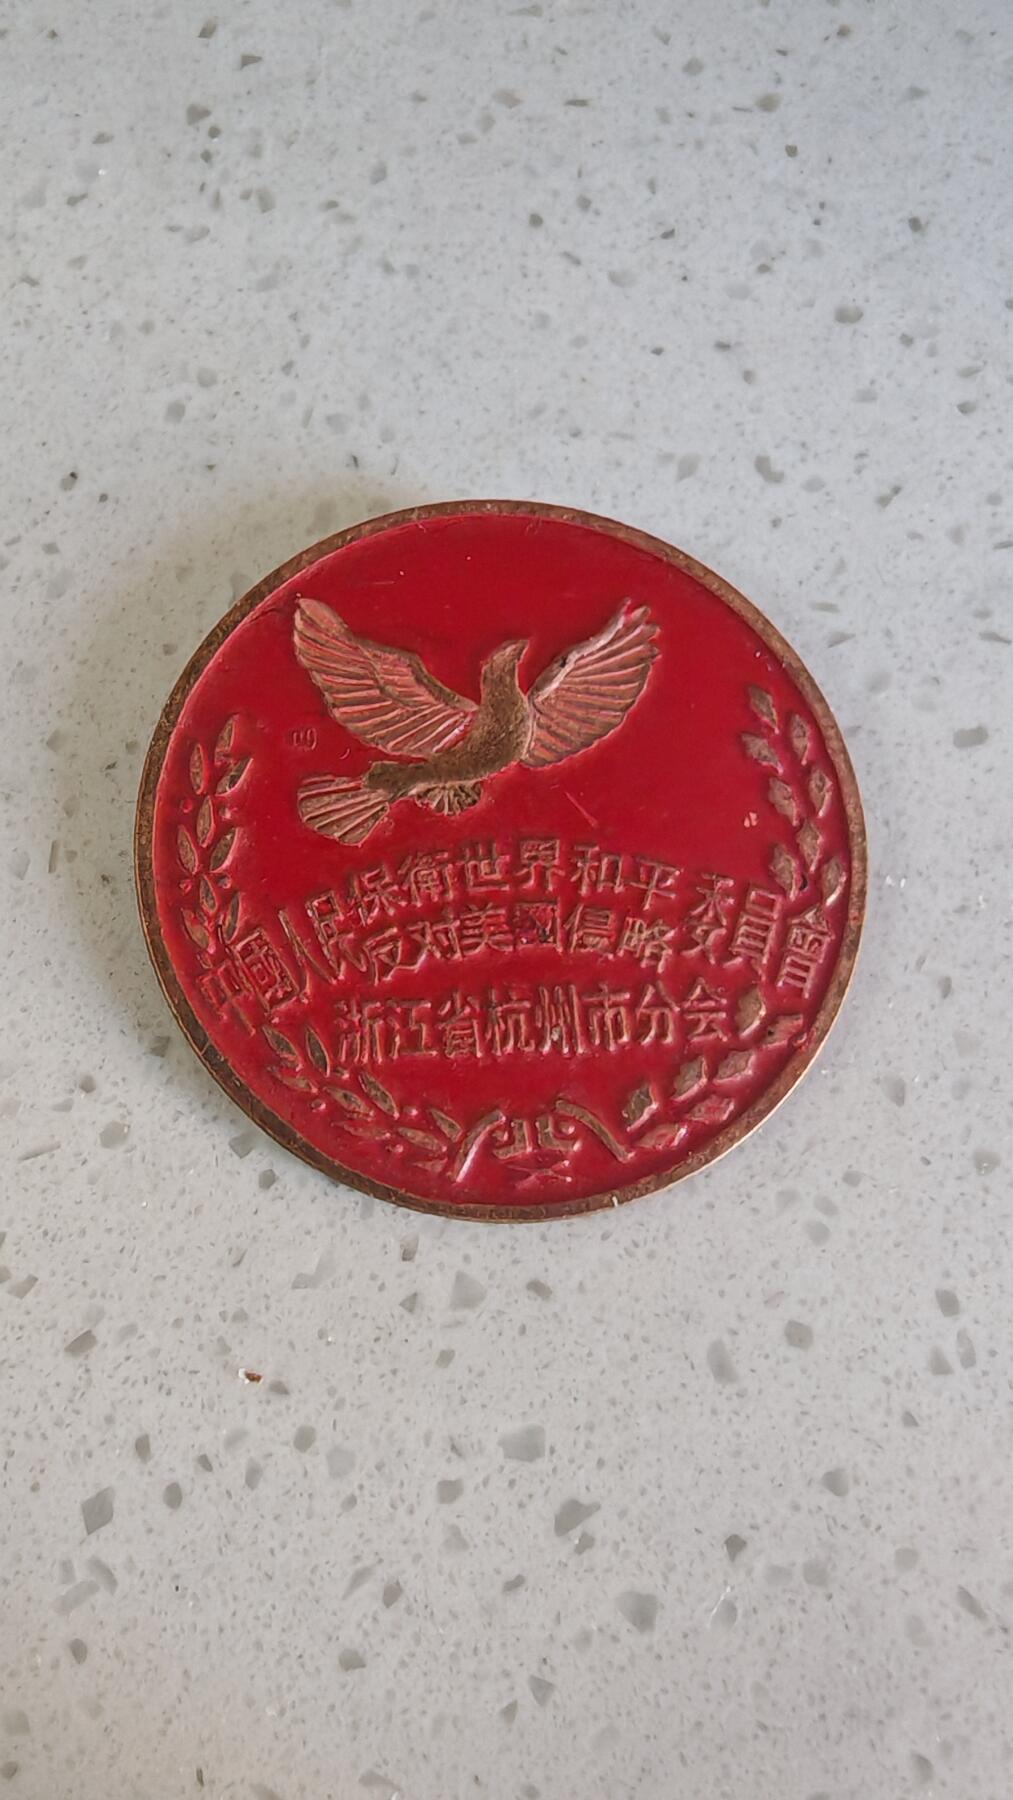 中國人民
保衛世界和平
反对美國侵略
委員會
浙江省杭州市分会